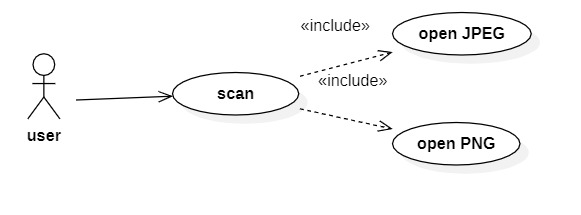 «include»
open JPEG
«include»
scan
user
open PNG